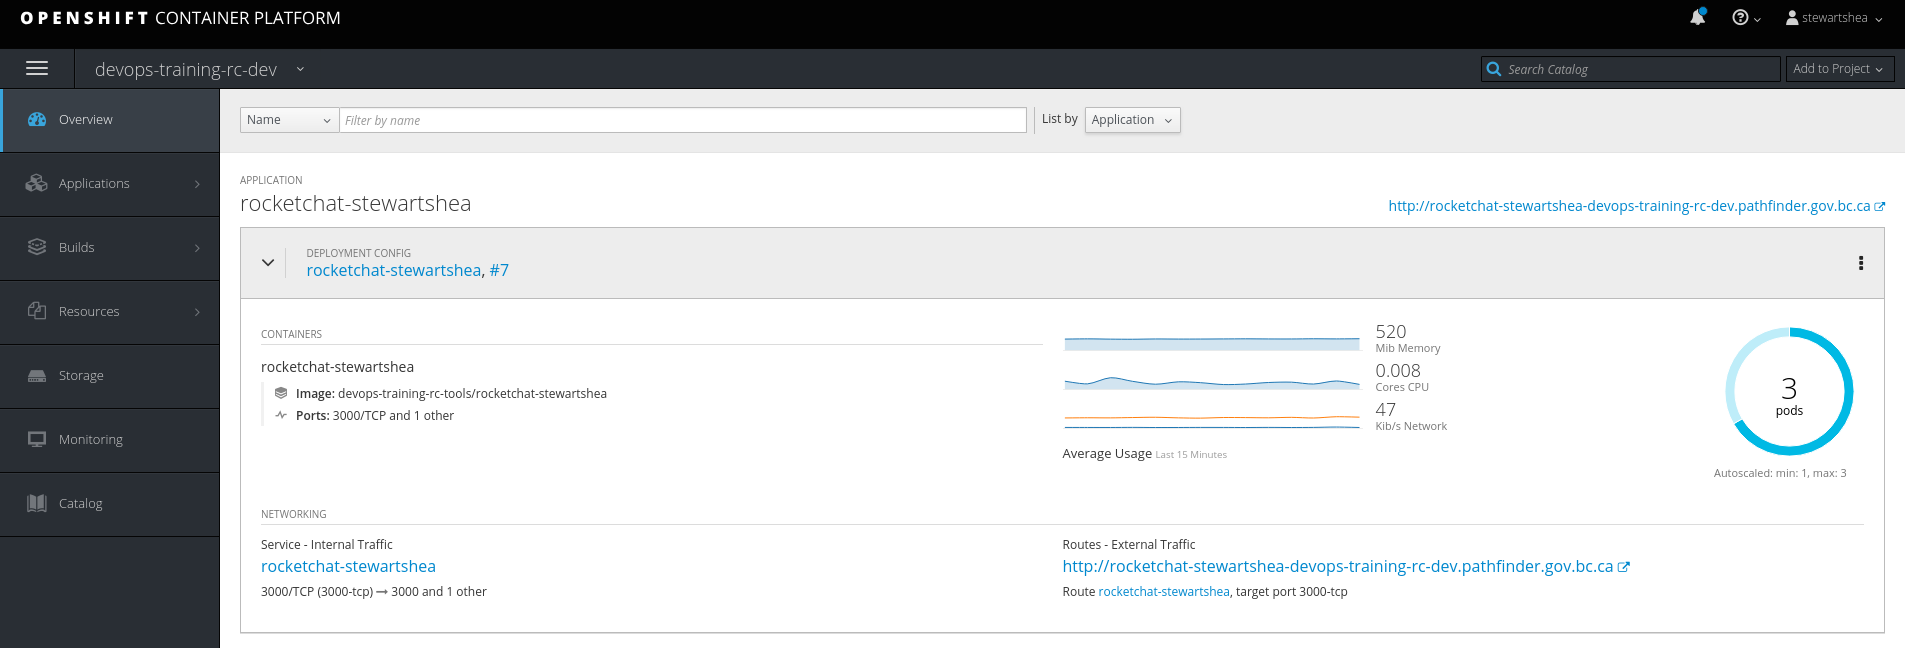 OPENSHIFT CONTAINER PLATFORM
stewartshea
devops-training-rc-dev
Search Catalog
Add to Project
Overview
Applications
Builds
Resources
Storage
Monitoring
Catalog
Name
Filter by name
List by
Application
APPLICATION
rocketchat-stewartshea
http://rocketchat-stewartshea-devops-training-rc-dev.pathfinder.gov.bc.ca
DEPLOYMENT CONFIG
rocketchat-stewartshea, #7
CONTAINERS
rocketchat-stewartshea
Image: devops-training-rc-tools/rocketchat-stewartshea
Ports: 3000/TCP and 1 other
520
Mib Memory
0.008
Cores CPU
47
Kib/s Network
Average Usage Last 15 Minutes
3
pods
Autoscaled: min: 1, max: 3
NETWORKING
Service - Internal Traffic
rocketchat-stewartshea
3000/TCP (3000-tcp) → 3000 and 1 other
Routes - External Traffic
http://rocketchat-stewartshea-devops-training-rc-dev.pathfinder.gov.bc.ca
Route rocketchat-stewartshea, target port 3000-tcp